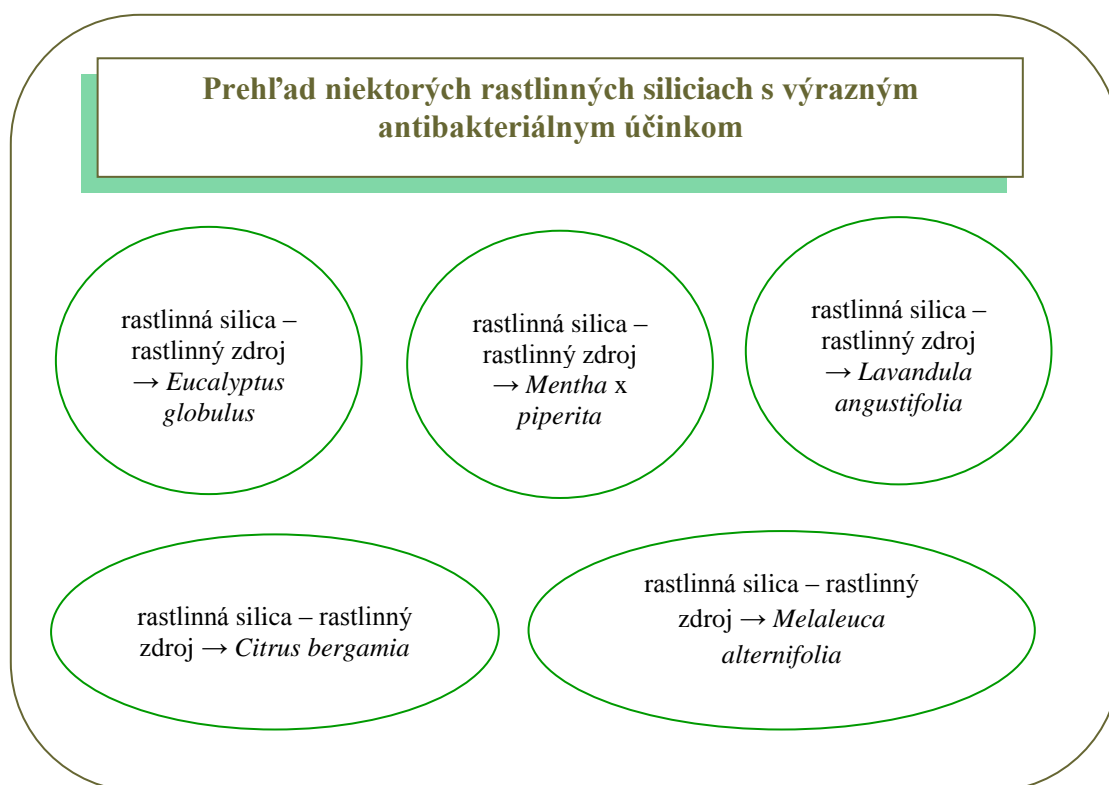 Prehľad niektorých rastlinných siliciach s výrazným
antibakteriálnym účinkom
rastlinná silica –
rastlinný zdroj
→ Eucalyptus
globulus
rastlinná silica –
rastlinný zdroj
→ Mentha x
piperita
rastlinná silica –
rastlinný zdroj
→ Lavandula
angustifolia
rastlinná silica – rastlinný
zdroj → Citrus bergamia
rastlinná silica – rastlinný
zdroj → Melaleuca
alternifolia